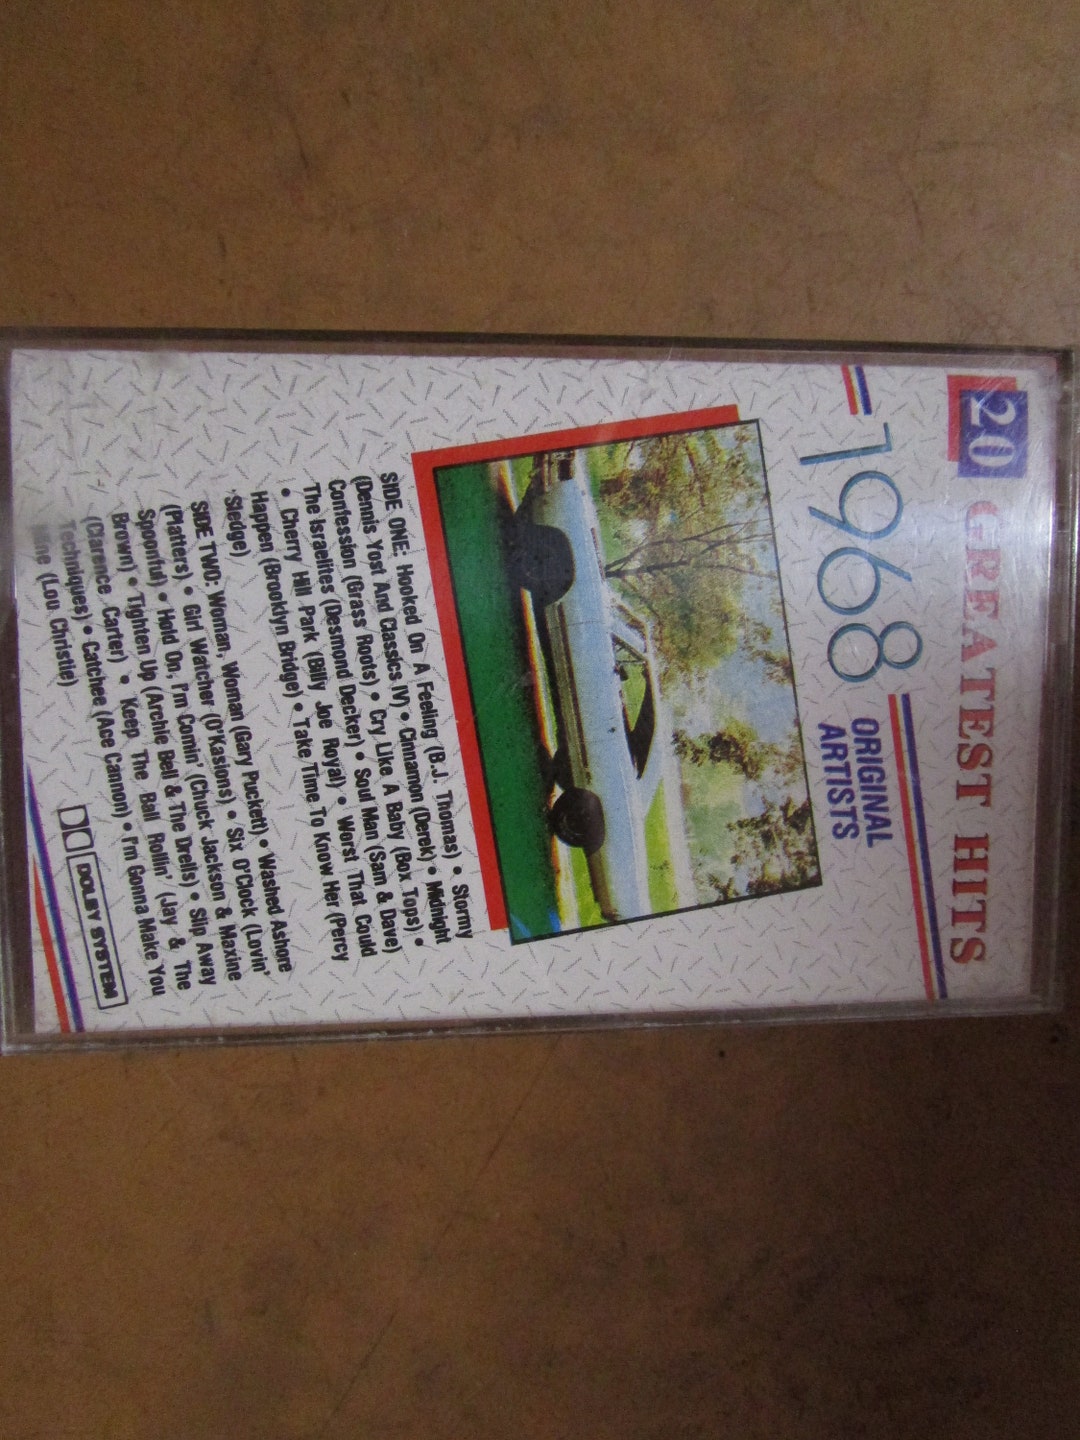 20 GREATEST HITS
1968
ORIGINAL
ARTISTS
SIDE ONE: Hooked On A Feeling (B.J. Thomas) • Stormy
(Dennis Yost And Classics IV) • Cinnamon (Derek) • Midnight
Confession (Grass Roots) • Cry Like A Baby (Box Tops) •
The Israelites (Desmond Decker) • Soul Man (Sam & Dave)
• Cherry Hill Park (Billy Joe Royal) • Worst That Could
Happen (Brooklyn Bridge) • Take Time To Know Her (Percy
Sledge)
SIDE TWO: Woman, Woman (Gary Puckett) • Washed Ashore
(Platters) • Girl Watcher (O'Kasions) • Six O'Clock (Lovin'
Spoonful) • Hold On, I'm Comin' (Chuck Jackson & Maxine
Brown) • Tighten Up (Archie Bell & The Drells) • Slip Away
(Clarence Carter) • Keep The Ball Rollin' (Jay & The
Techniques) • Catchee (Ace Cannon) • I'm Gonna Make You
(Lou Christie)
DOLBY SYSTEM